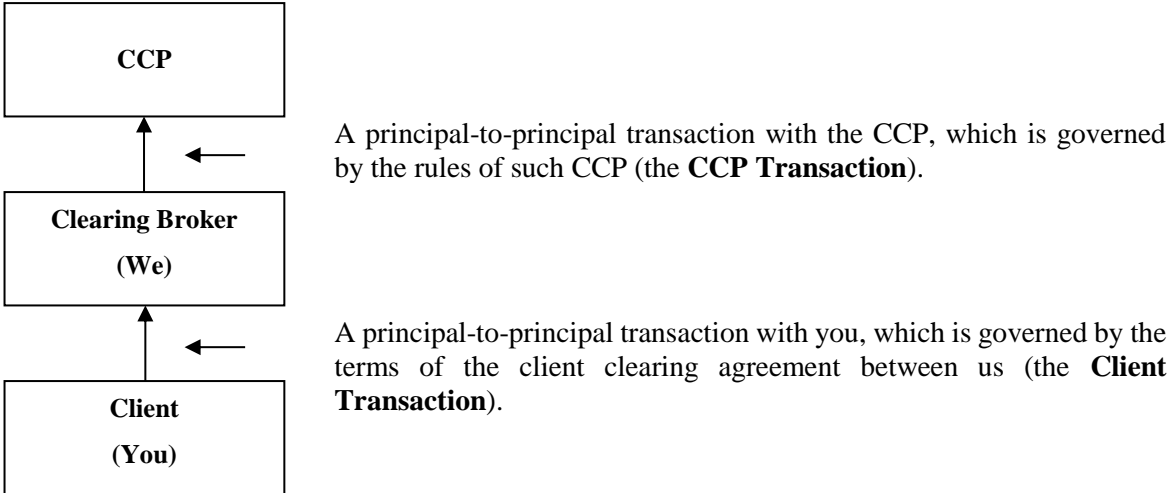 CCP
A principal-to-principal transaction with the CCP, which is governed
by the rules of such CCP (the CCP Transaction).
Clearing Broker
(We)
A principal-to-principal transaction with you, which is governed by the
terms of the client clearing agreement between us (the Client
Transaction).
Client
(You)